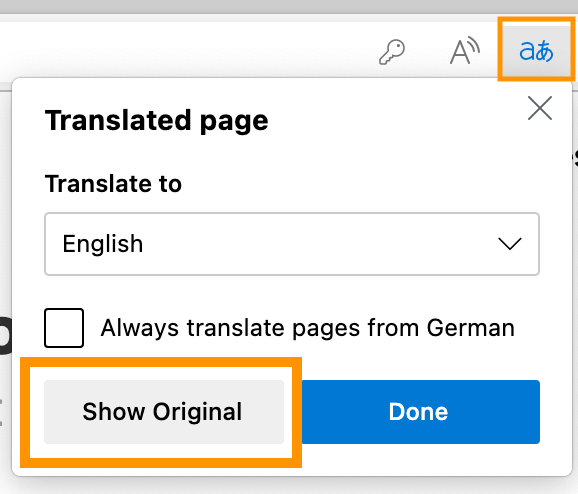 aあ
Translated page
Translate to
English
Always translate pages from German
Show Original
Done